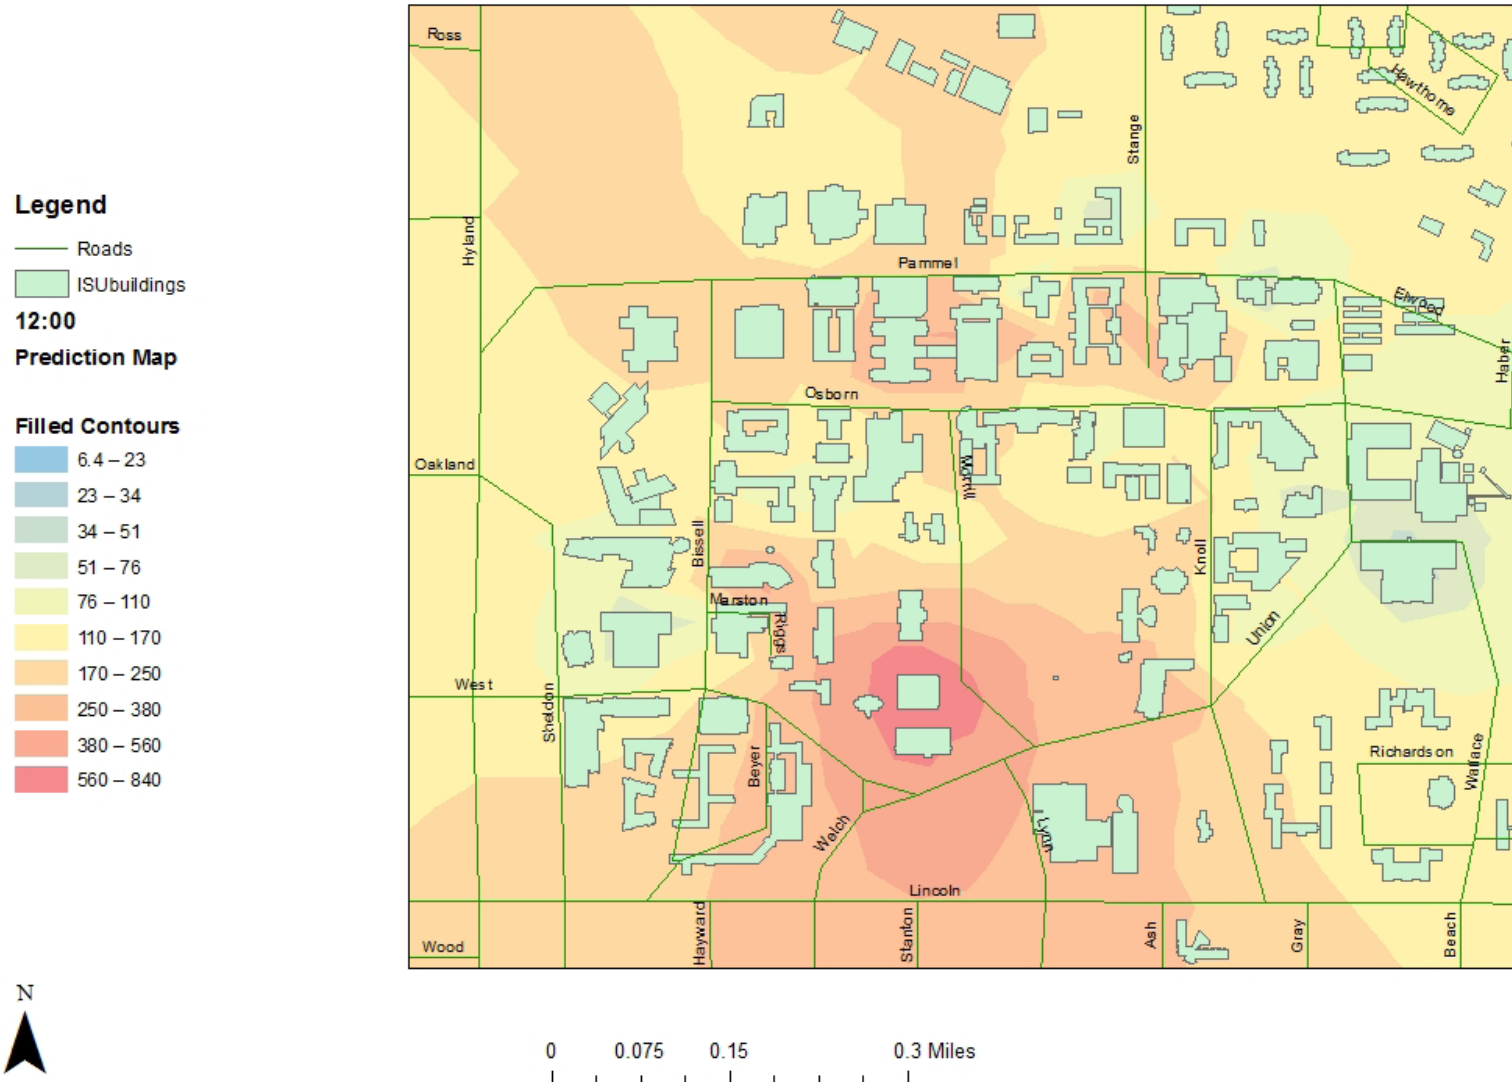 Ross
Hawthorne
Stange
Legend
Roads
Hyland
Pammel
ISUbuildings
12:00
Elwood
Prediction Map
Haber
Osborn
Filled Contours
6.4 – 23
Oakland
Morrill
23 – 34
34 – 51
Bissell
Knoll
51 – 76
76 – 110
Marston
Riggs
Union
110 – 170
170 – 250
West
Sheldon
250 – 380
380 – 560
Beyer
Richardson
Wallace
560 – 840
Welch
Lynn
Lincoln
Wood
Hayward
Stanton
Ash
Gray
Beach
N
0 0.075 0.15 0.3 Miles